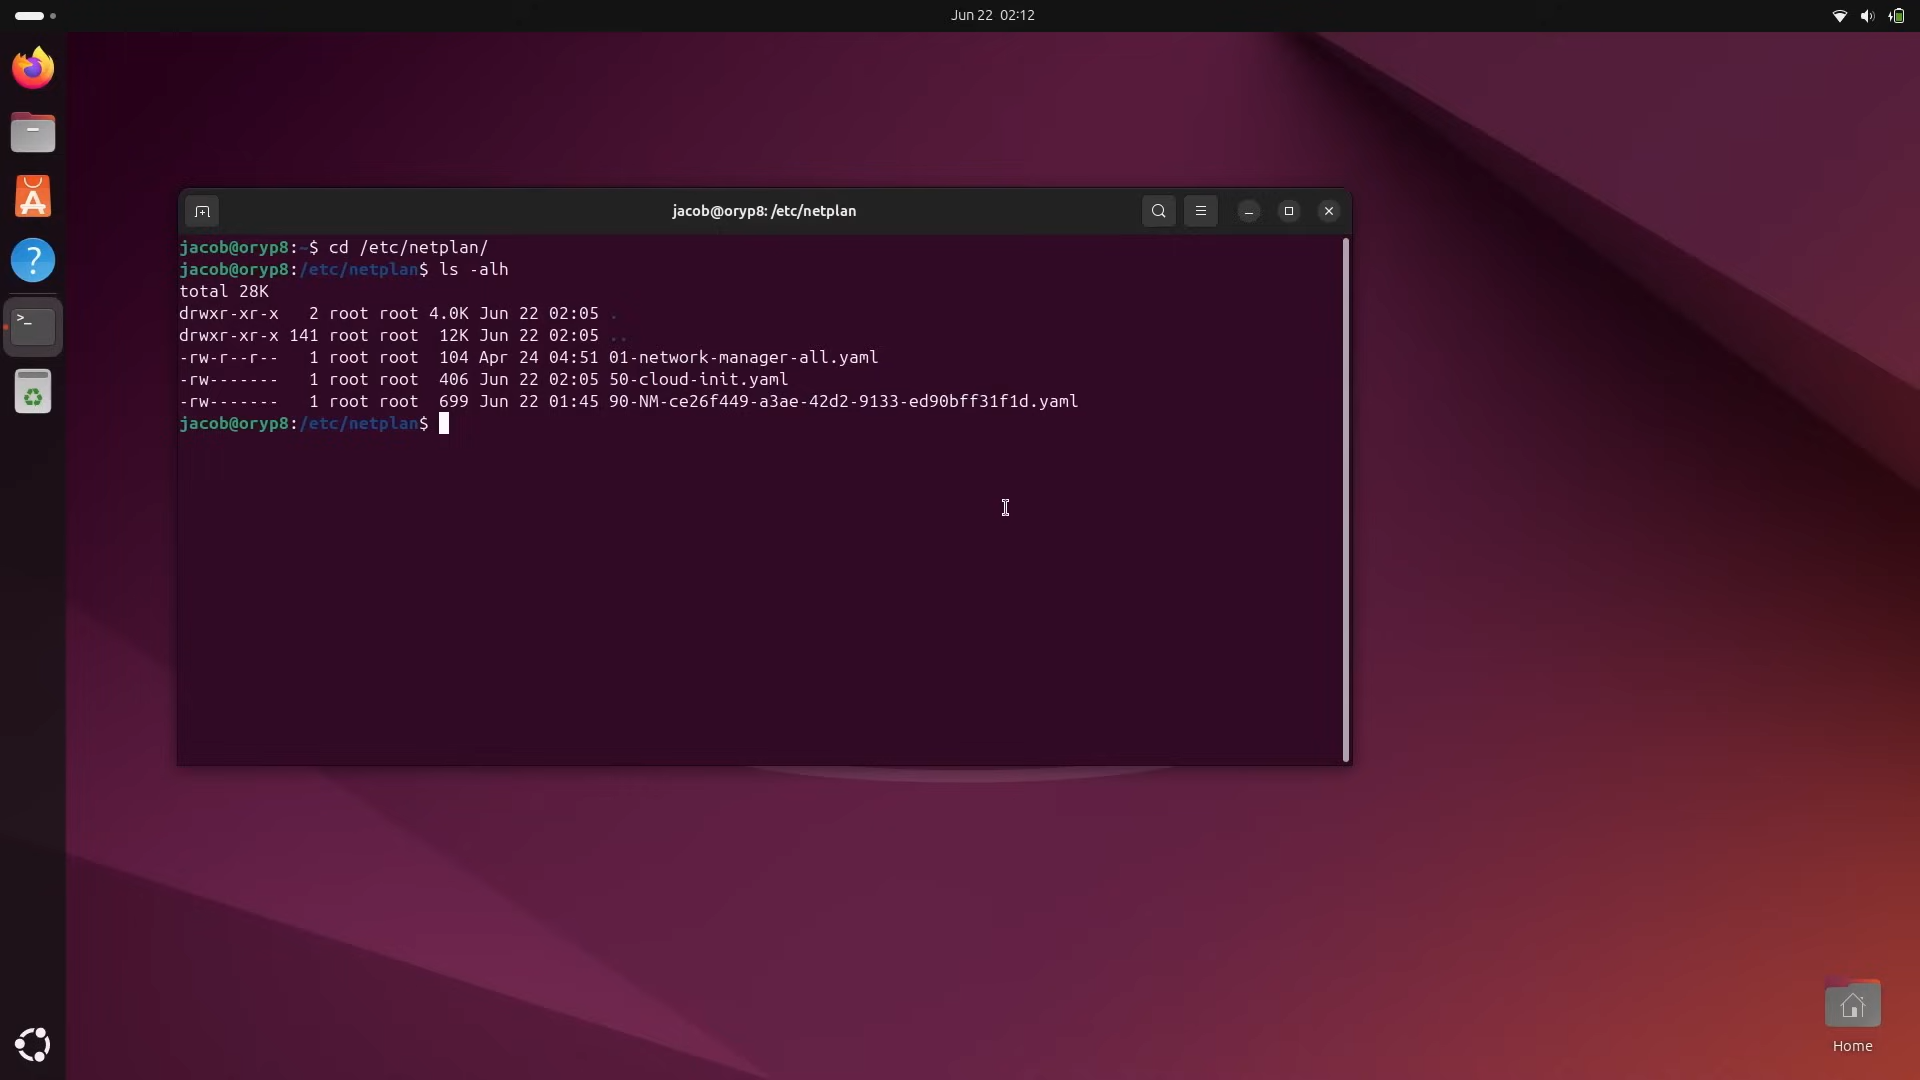 Jun 22 02:12
jacob@oryp8: /etc/netplan
jacob@oryp8:~$ cd /etc/netplan/
jacob@oryp8:/etc/netplan$ ls -alh
total 28K
drwxr-xr-x   2 root root 4.0K Jun 22 02:05 .
drwxr-xr-x 141 root root  12K Jun 22 02:05 ..
-rw-r--r--   1 root root  104 Apr 24 04:51 01-network-manager-all.yaml
-rw-------   1 root root  406 Jun 22 02:05 50-cloud-init.yaml
-rw-------   1 root root  699 Jun 22 01:45 90-NM-ce26f449-a3ae-42d2-9133-ed90bff31f1d.yaml
jacob@oryp8:/etc/netplan$
Home